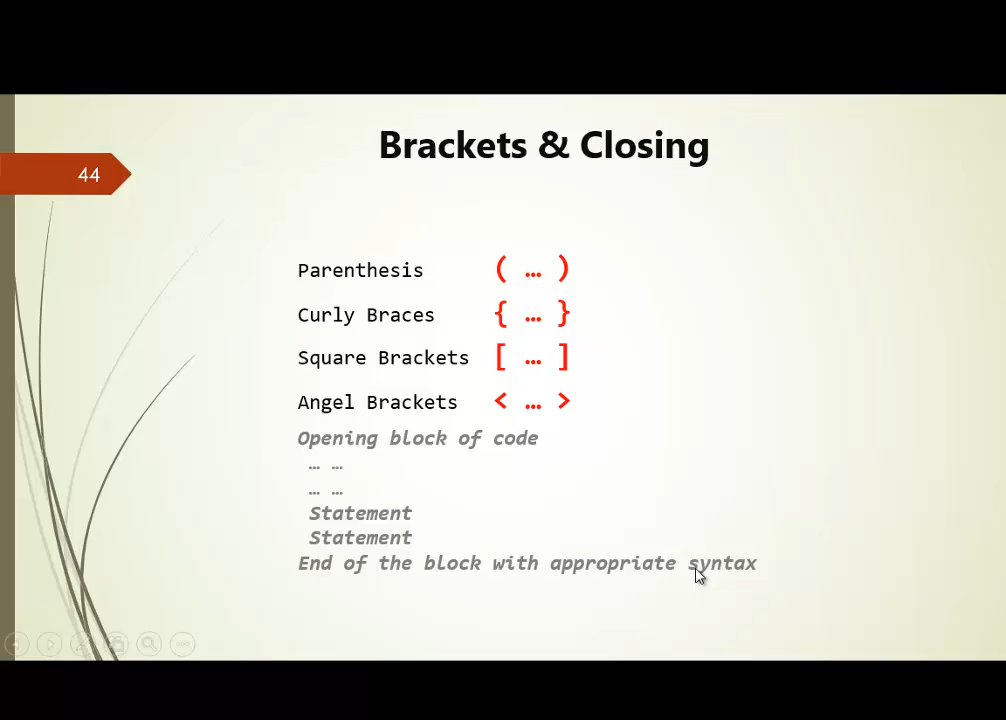 Brackets & Closing
44
Parenthesis ( … )
Curly Braces { … }
Square Brackets [ … ]
Angel Brackets < … >
Opening block of code
… …
… …
Statement
Statement
End of the block with appropriate syntax